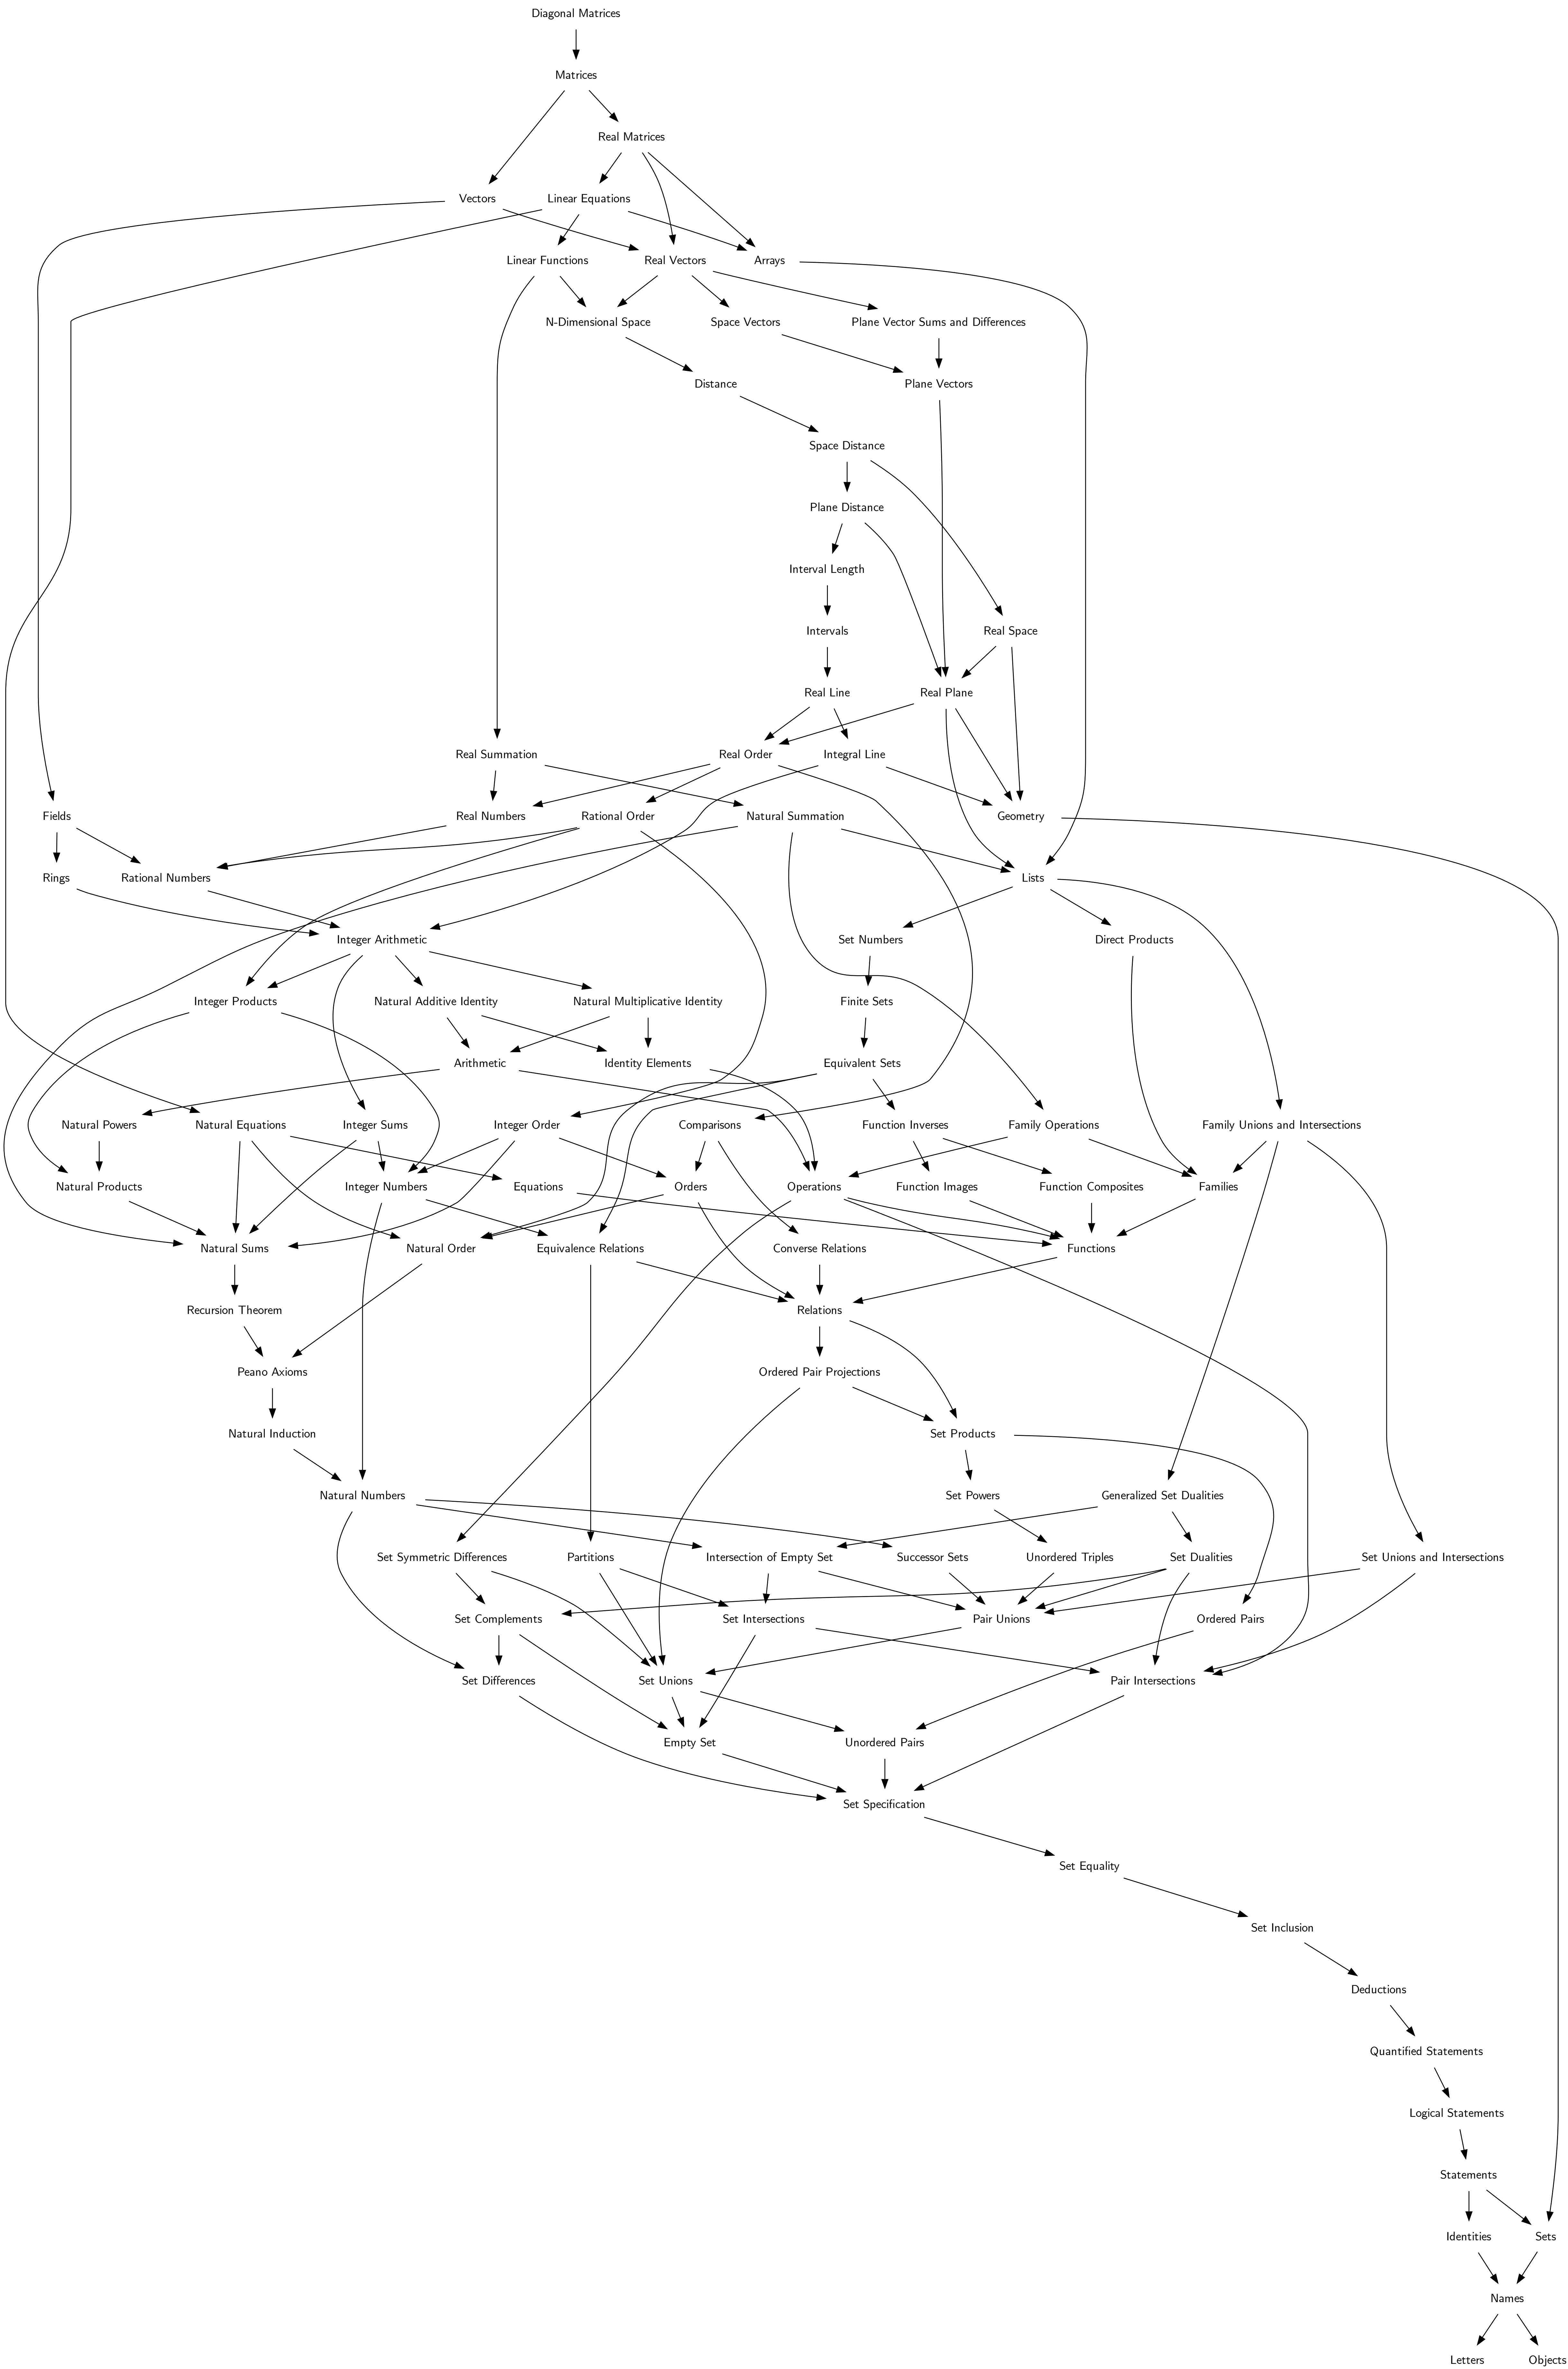 Diagonal Matrices
Matrices
Real Matrices
Vectors
Linear Equations
Linear Functions
Real Vectors
Arrays
N-Dimensional Space
Space Vectors
Plane Vector Sums and Differences
Distance
Plane Vectors
Space Distance
Plane Distance
Interval Length
Intervals
Real Space
Real Line
Real Plane
Real Summation
Real Order
Integral Line
Fields
Real Numbers
Rational Order
Natural Summation
Geometry
Rings
Rational Numbers
Lists
Integer Arithmetic
Set Numbers
Direct Products
Integer Products
Natural Additive Identity
Natural Multiplicative Identity
Finite Sets
Arithmetic
Identity Elements
Equivalent Sets
Natural Powers
Natural Equations
Integer Sums
Integer Order
Comparisons
Function Inverses
Family Operations
Family Unions and Intersections
Natural Products
Integer Numbers
Equations
Orders
Operations
Function Images
Function Composites
Families
Natural Sums
Natural Order
Equivalence Relations
Converse Relations
Functions
Recursion Theorem
Relations
Peano Axioms
Ordered Pair Projections
Natural Induction
Set Products
Natural Numbers
Set Powers
Generalized Set Dualities
Set Symmetric Differences
Partitions
Intersection of Empty Set
Successor Sets
Unordered Triples
Set Dualities
Set Unions and Intersections
Set Complements
Set Intersections
Pair Unions
Ordered Pairs
Set Differences
Set Unions
Pair Intersections
Empty Set
Unordered Pairs
Set Specification
Set Equality
Set Inclusion
Deductions
Quantified Statements
Logical Statements
Statements
Identities
Sets
Names
Letters
Objects